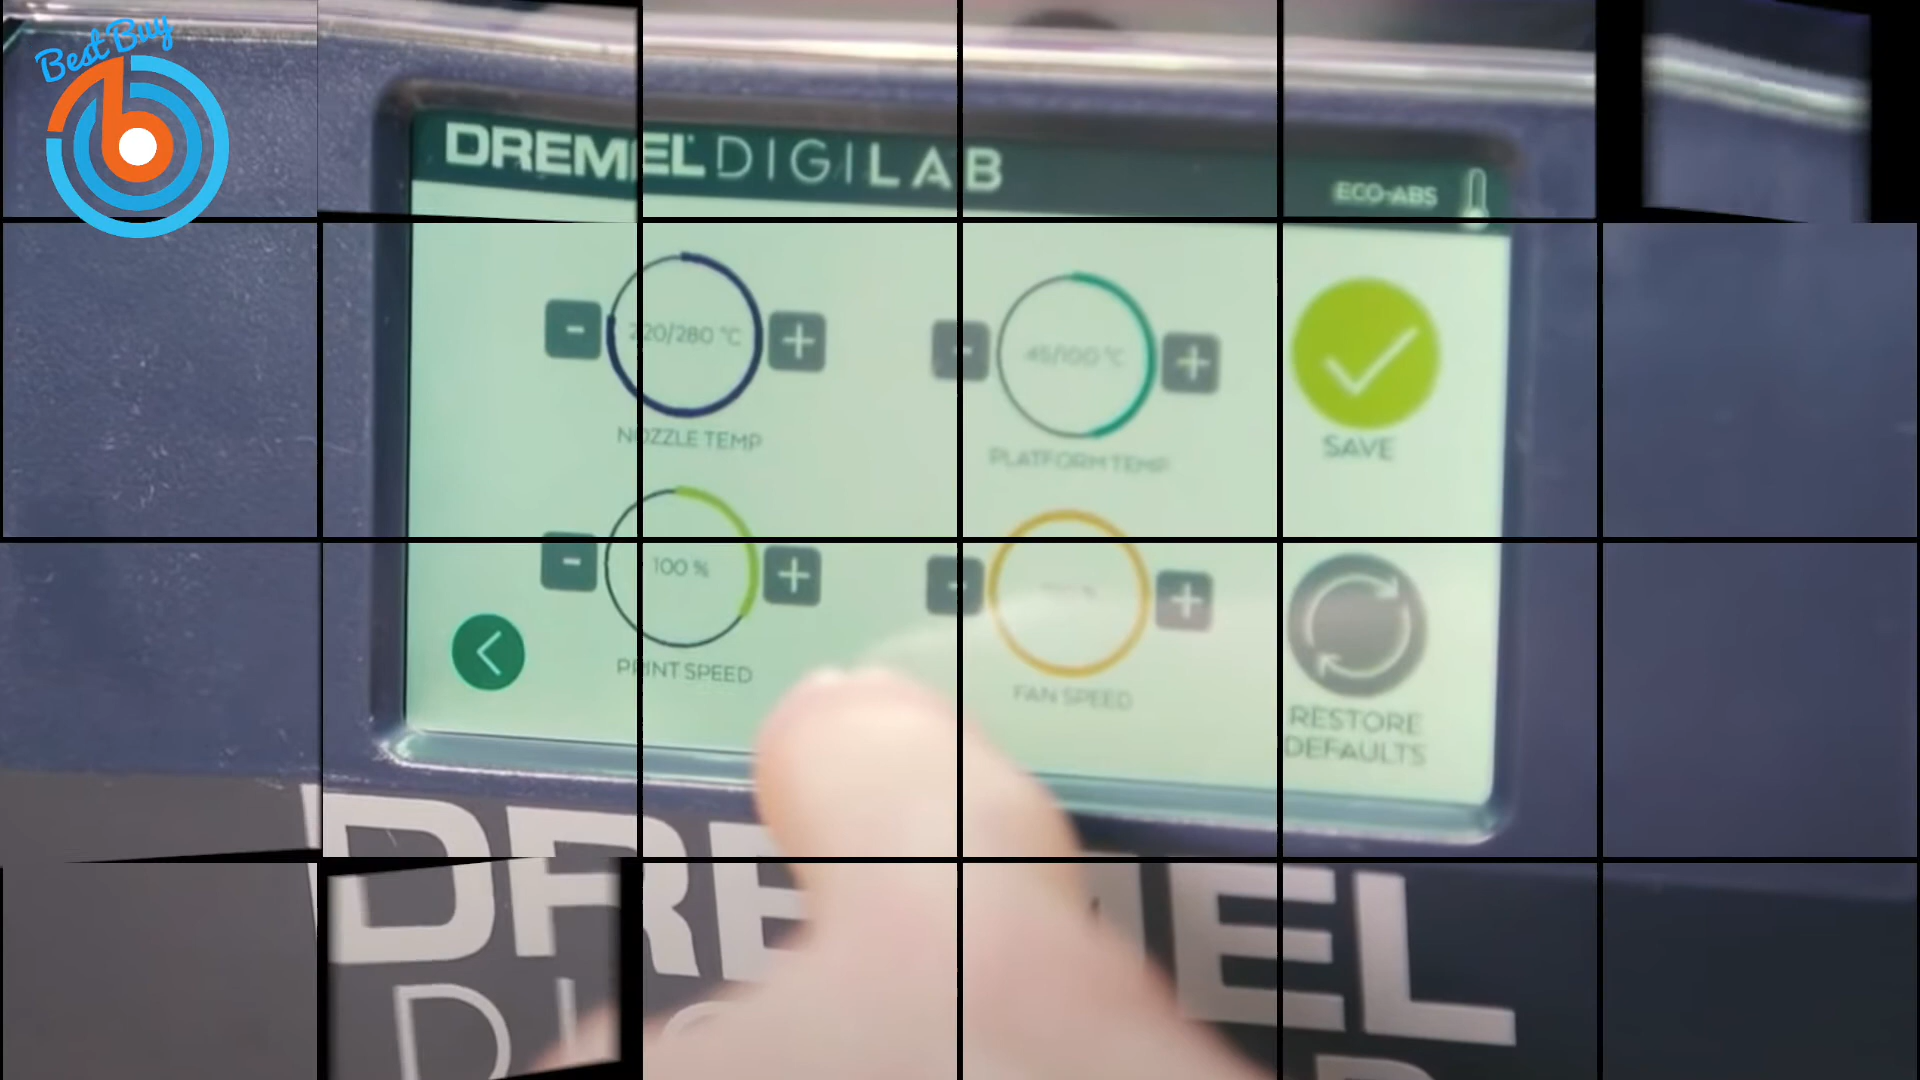 Best Buy
DREMEL DIGILAB
ECO-ABS
- 220/280 °C +
- 45/100 °C +
NOZZLE TEMP
PLATFORM TEMP
SAVE
- 100 % +
- % +
PRINT SPEED
FAN SPEED
RESTORE
DEFAULTS
DREMEL